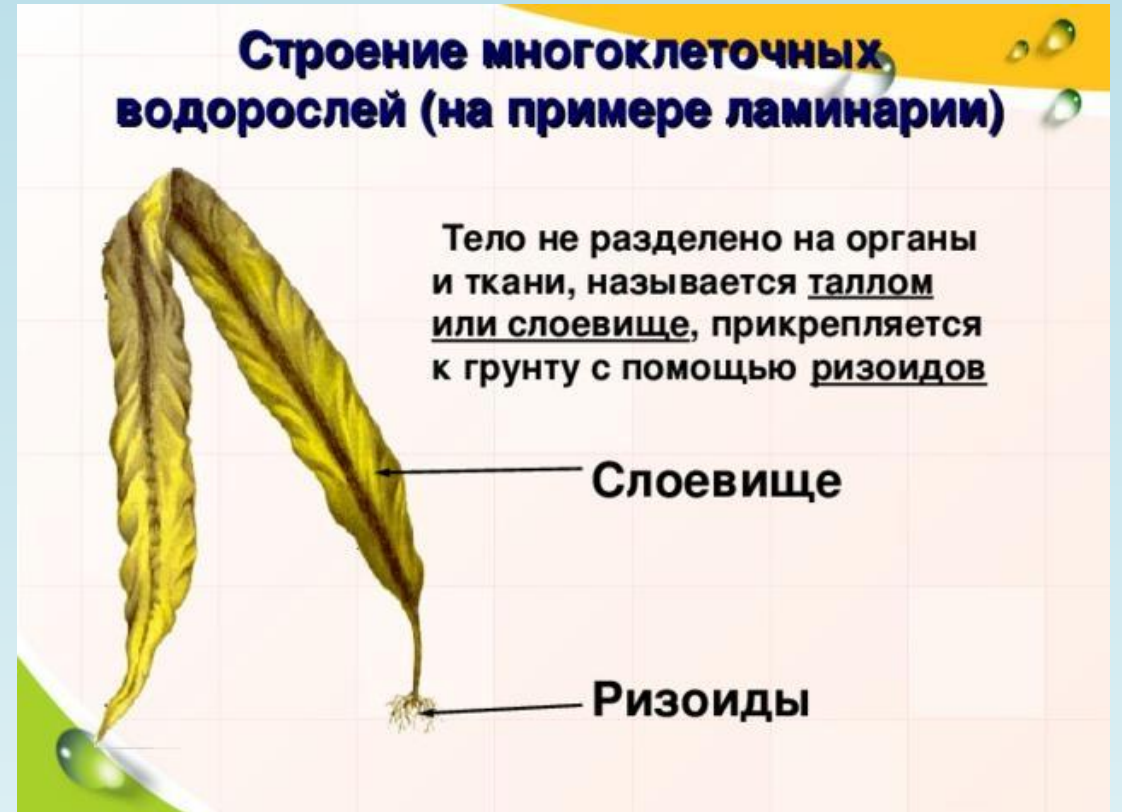 Строение многоклеточных
водорослей (на примере ламинарии)
Тело не разделено на органы
и ткани, называется таллом
или слоевище, прикрепляется
к грунту с помощью ризоидов
Слоевище
Ризоиды